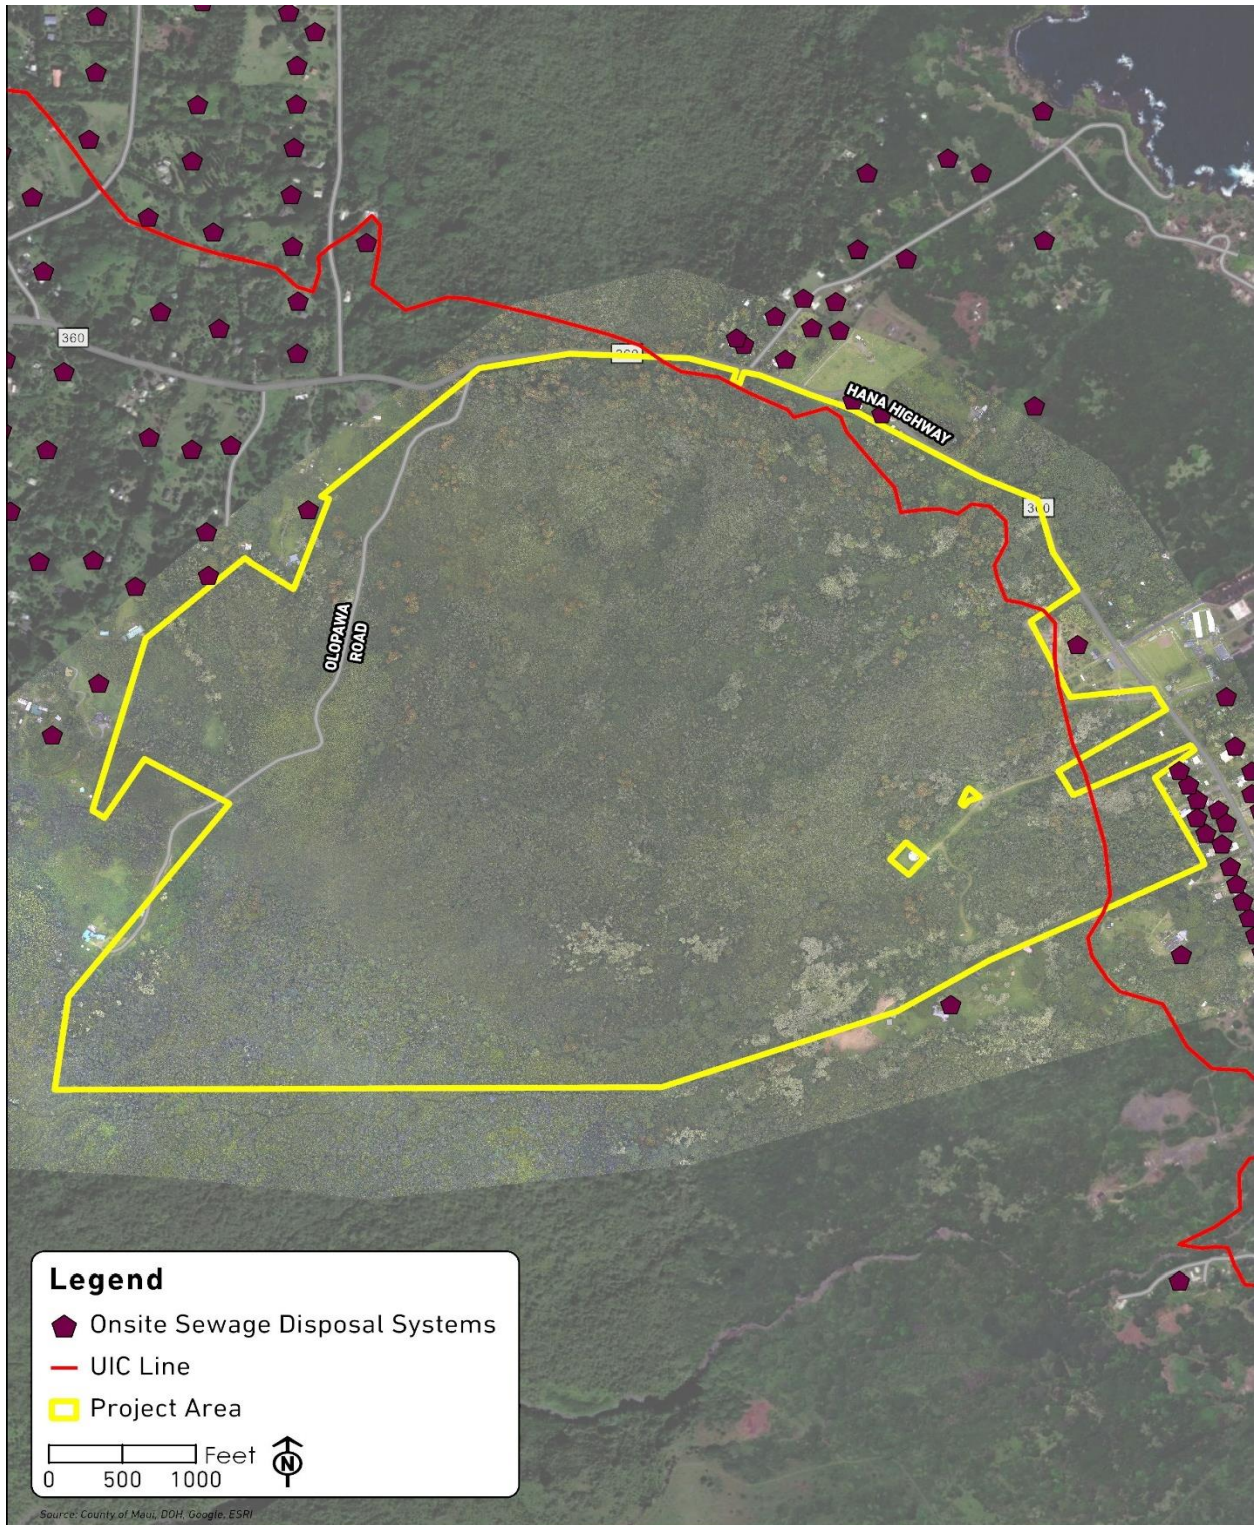 360
360
HANA HIGHWAY
360
OLOPAWA
ROAD
Legend
Onsite Sewage Disposal Systems
UIC Line
Project Area
Feet
0 500 1000
N
Source: County of Maui, DOH, Google, ESRI